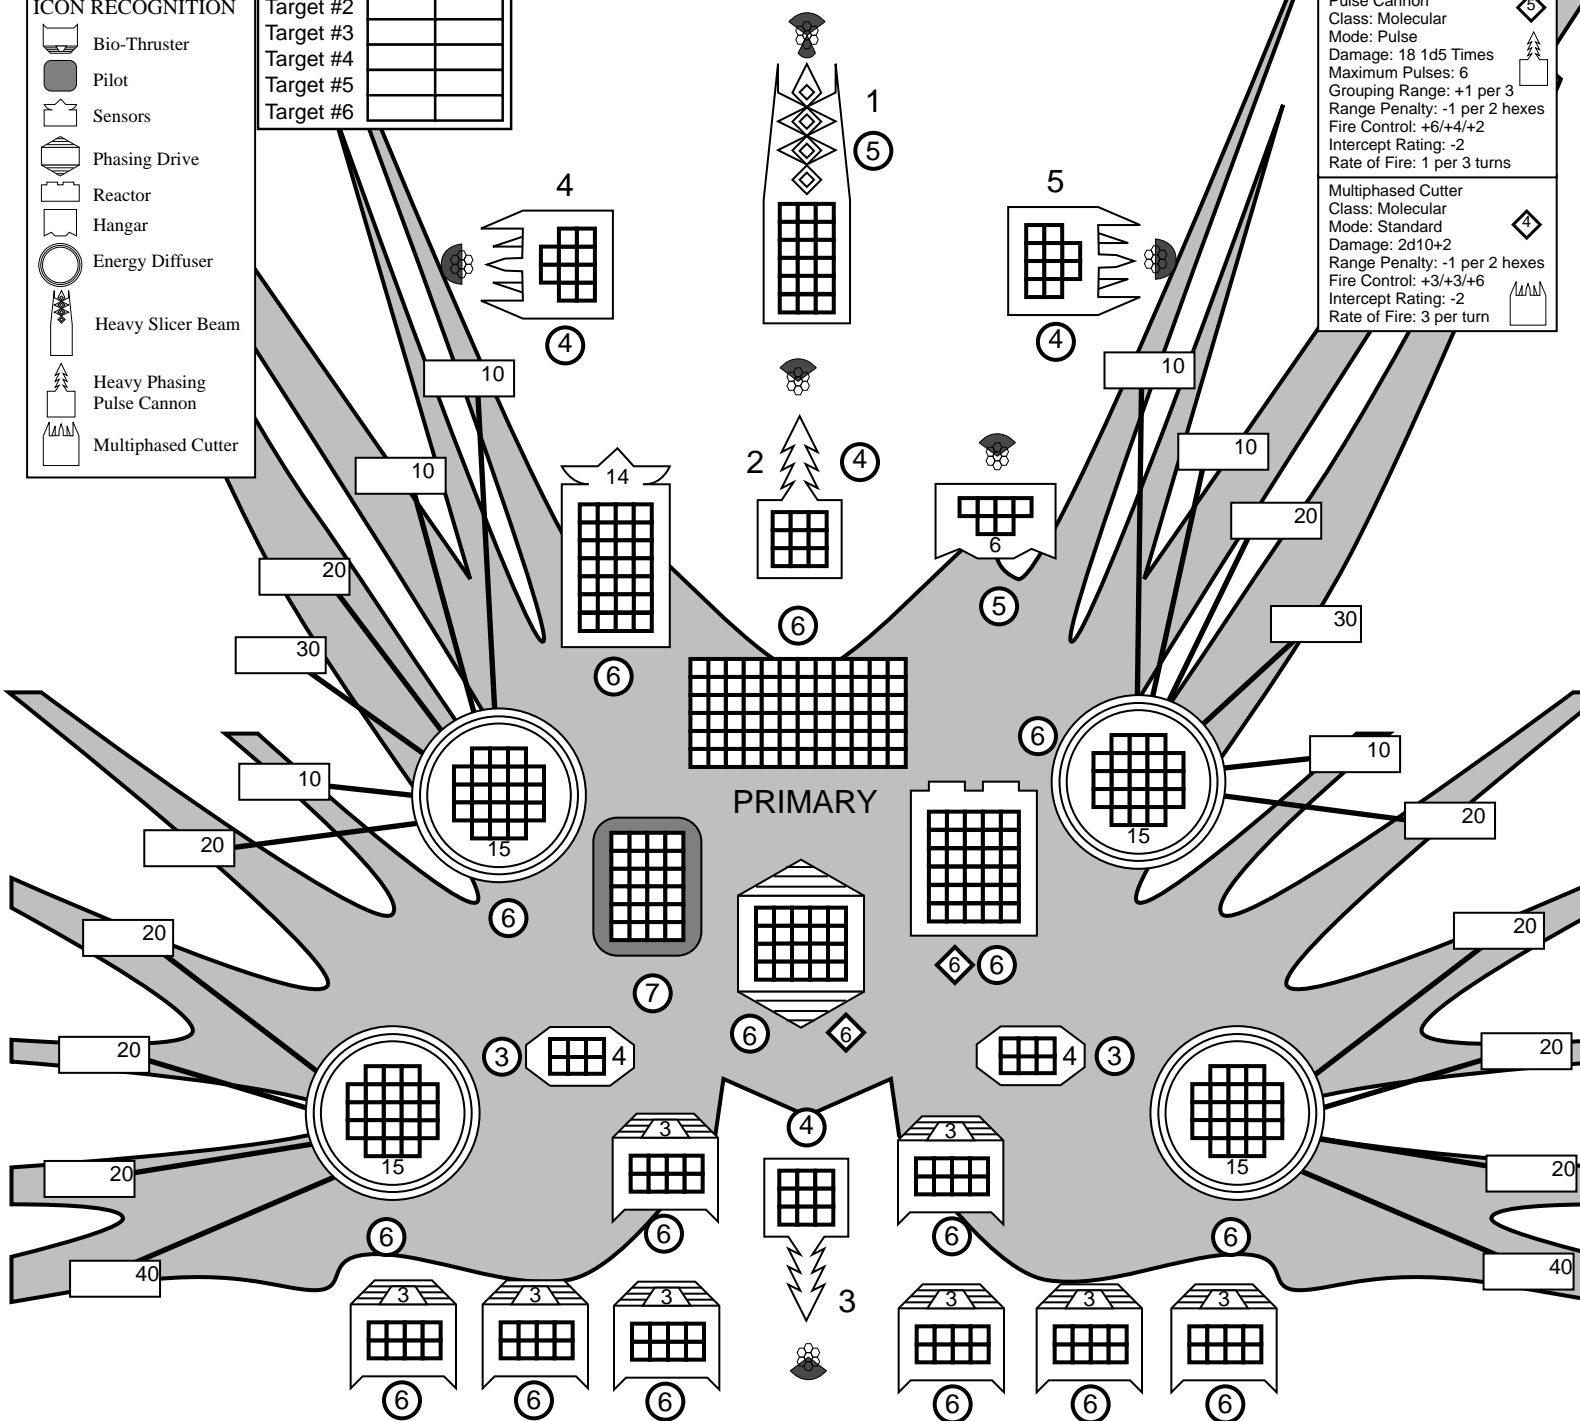 ICON RECOGNITION
Bio-Thruster
Pilot
Sensors
Phasing Drive
Reactor
Hangar
Energy Diffuser
Heavy Slicer Beam
Heavy Phasing
Pulse Cannon
Multiphased Cutter
Target #2
Target #3
Target #4
Target #5
Target #6
Pulse Cannon
Class: Molecular
Mode: Pulse
Damage: 18 1d5 Times
Maximum Pulses: 6
Grouping Range: +1 per 3
Range Penalty: -1 per 2 hexes
Fire Control: +6/+4/+2
Intercept Rating: -2
Rate of Fire: 1 per 3 turns
5
Multiphased Cutter
Class: Molecular
Mode: Standard
Damage: 2d10+2
Range Penalty: -1 per 2 hexes
Fire Control: +3/+3/+6
Intercept Rating: -2
Rate of Fire: 3 per turn
4
1
5
4
4
5
4
10
10
10
10
2
4
14
6
6
5
20
20
30
30
6
6
PRIMARY
10
10
20
20
15
15
6
6
7
6
6
6
6
20
20
20
20
3
4
4
3
15
15
20
20
40
40
6
6
3
6
3
6
4
3
3
6
3
6
3
6
3
6
3
6
3
6